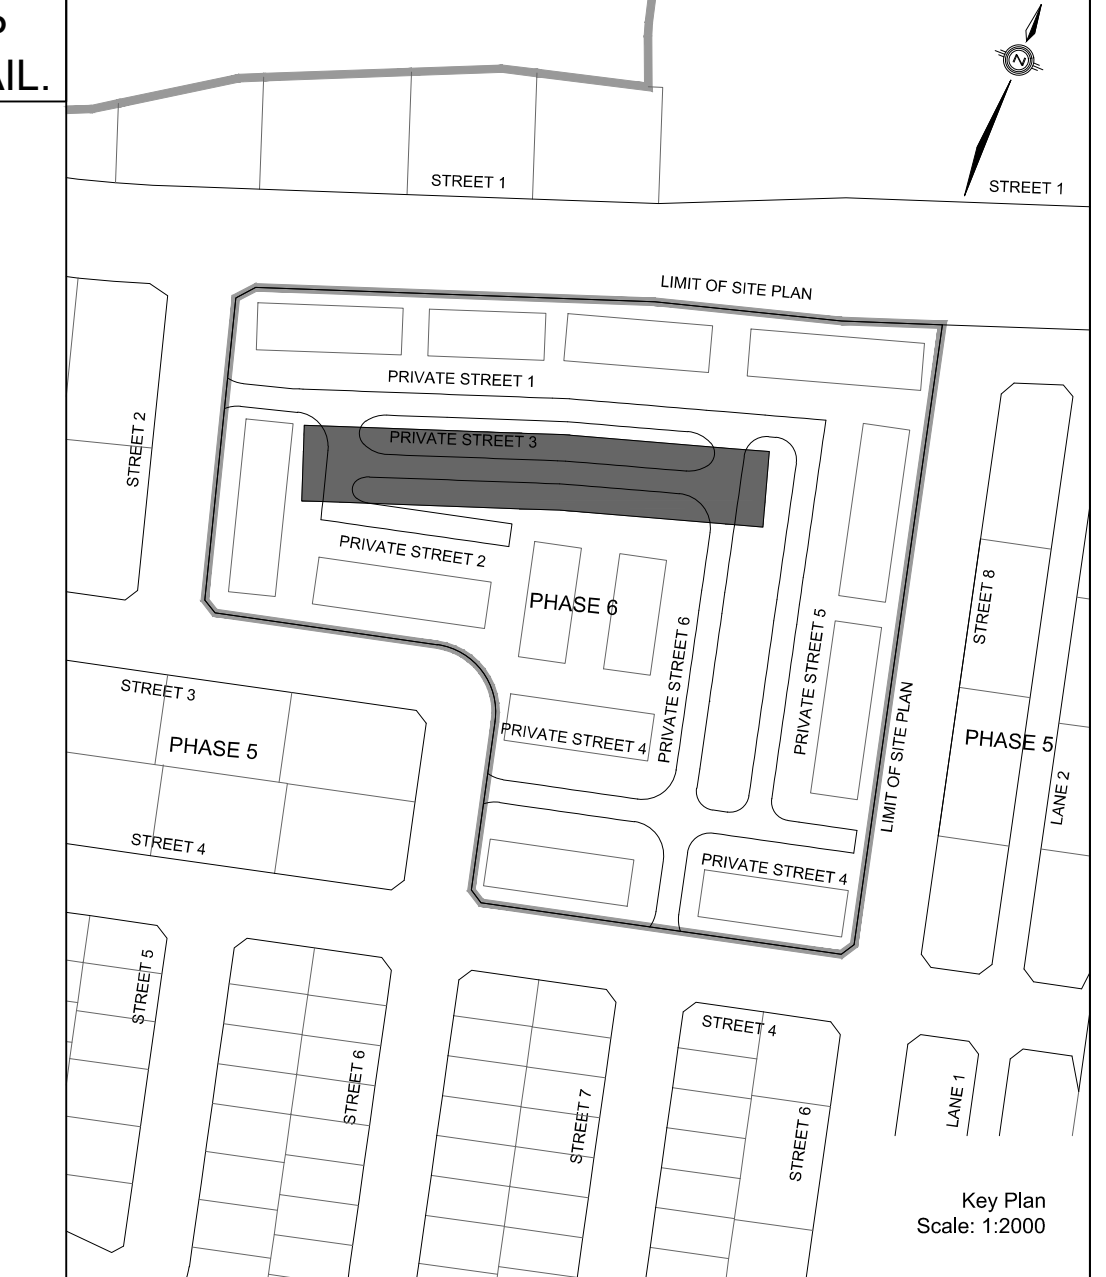 AIL.
N
STREET 1
STREET 1
LIMIT OF SITE PLAN
PRIVATE STREET 1
STREET 2
PRIVATE STREET 3
PRIVATE STREET 2
PHASE 6
STREET 8
PRIVATE STREET 6
PRIVATE STREET 5
STREET 3
PHASE 5
PRIVATE STREET 4
LIMIT OF SITE PLAN
PHASE 5
LANE 2
STREET 4
PRIVATE STREET 4
STREET 5
STREET 6
STREET 7
STREET 4
STREET 6
LANE 1
Key Plan
Scale: 1:2000